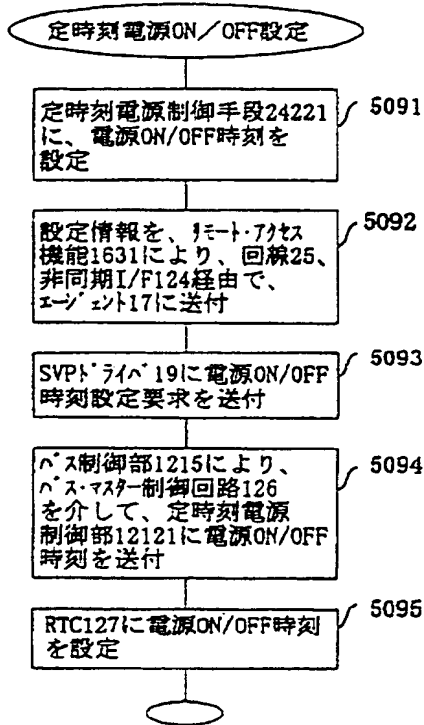 定時刻電源ON/OFF設定
定時刻電源制御手段24221
に、電源ON/OFF時刻を
設定
5091
設定情報を、リモート・アクセス
機能1631により、回線25、
非同期I/F124経由で、
エージェント17に送付
5092
SVPドライバ19に電源ON/OFF
時刻設定要求を送付
5093
バス制御部1215により、
バス・マスター制御回路126
を介して、定時刻電源
制御部12121に電源ON/OFF
時刻を送付
5094
RTC127に電源ON/OFF時刻
を設定
5095